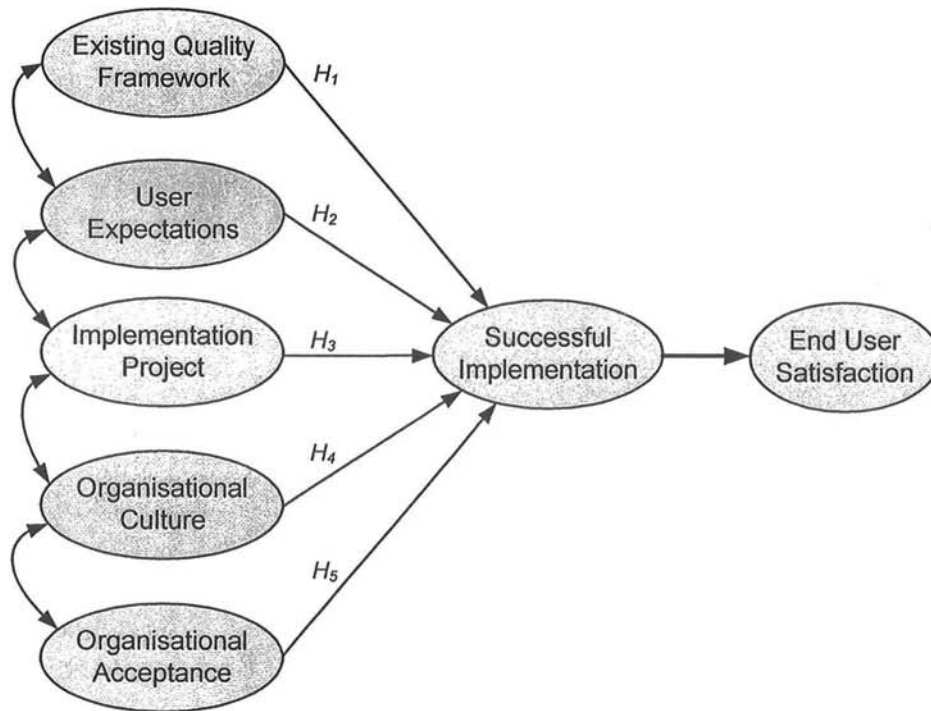 Existing Quality
Framework
H₁
User
Expectations
H₂
Implementation
Project
H₃
Successful
Implementation
End User
Satisfaction
Organisational
Culture
H₄
Organisational
Acceptance
H₅